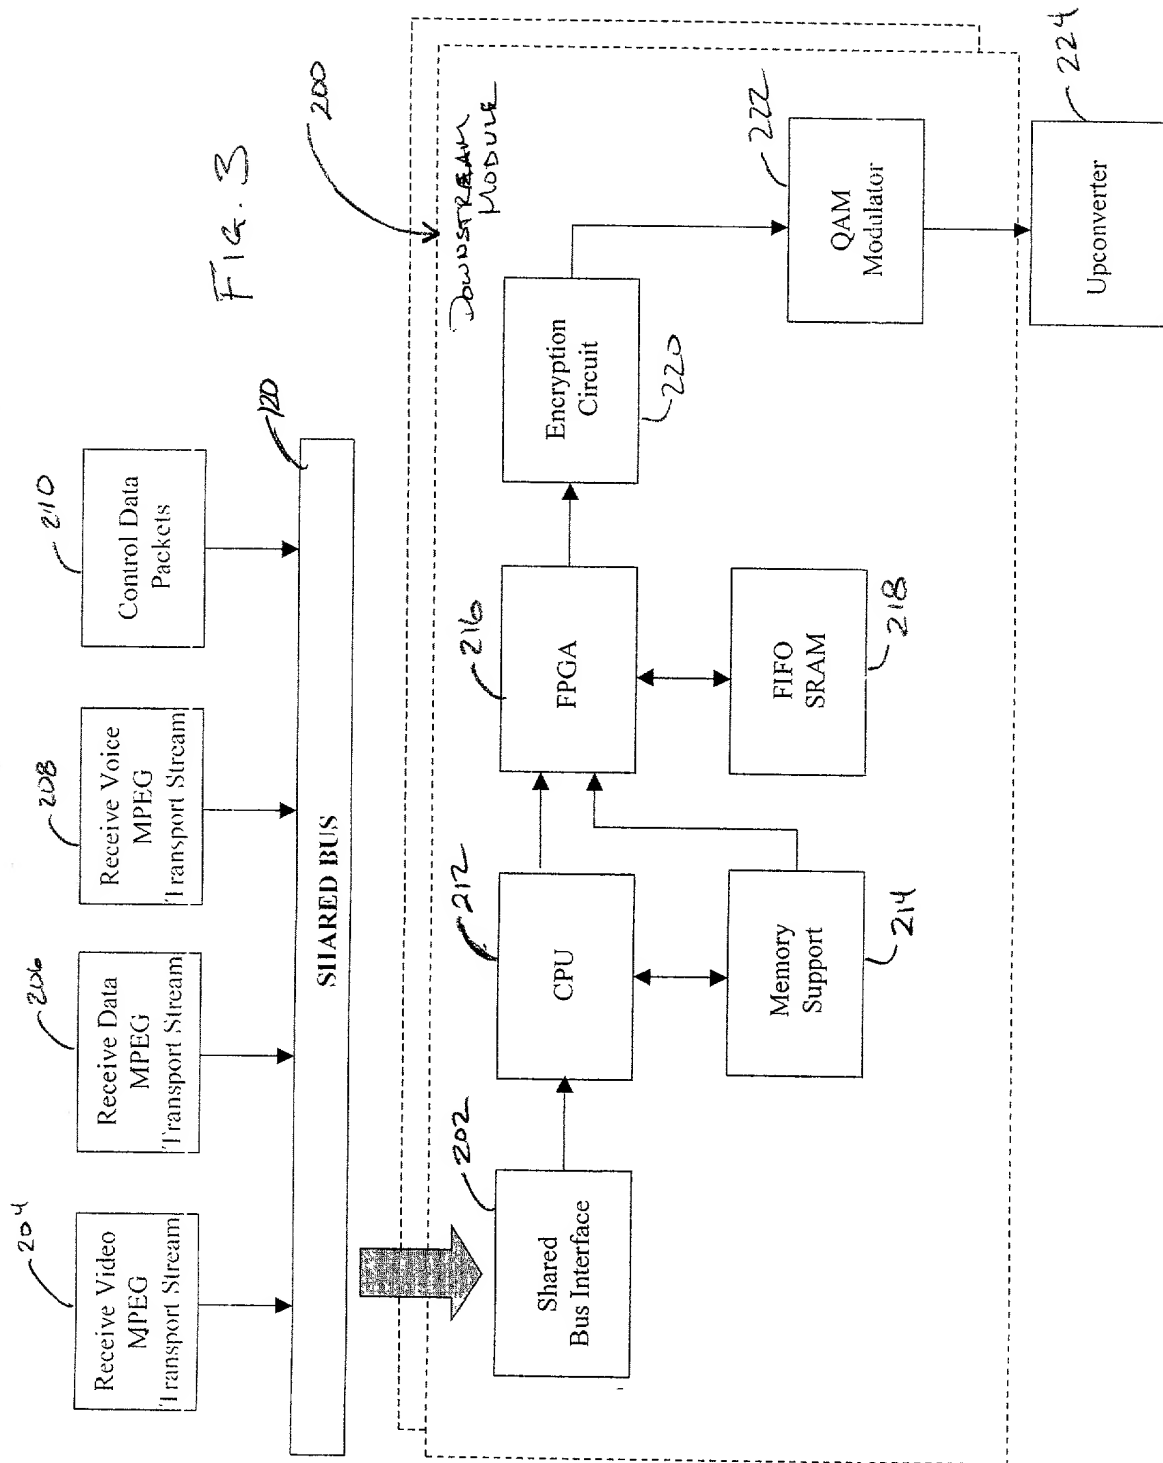 FIG. 3
204
Receive Video
MPEG
Transport Stream
206
Receive Data
MPEG
Transport Stream
208
Receive Voice
MPEG
Transport Stream
210
Control Data
Packets
120
SHARED BUS
200
DOWNSTREAM
MODULE
202
Shared
Bus Interface
212
CPU
214
Memory
Support
216
FPGA
218
FIFO
SRAM
220
Encryption
Circuit
222
QAM
Modulator
224
Upconverter